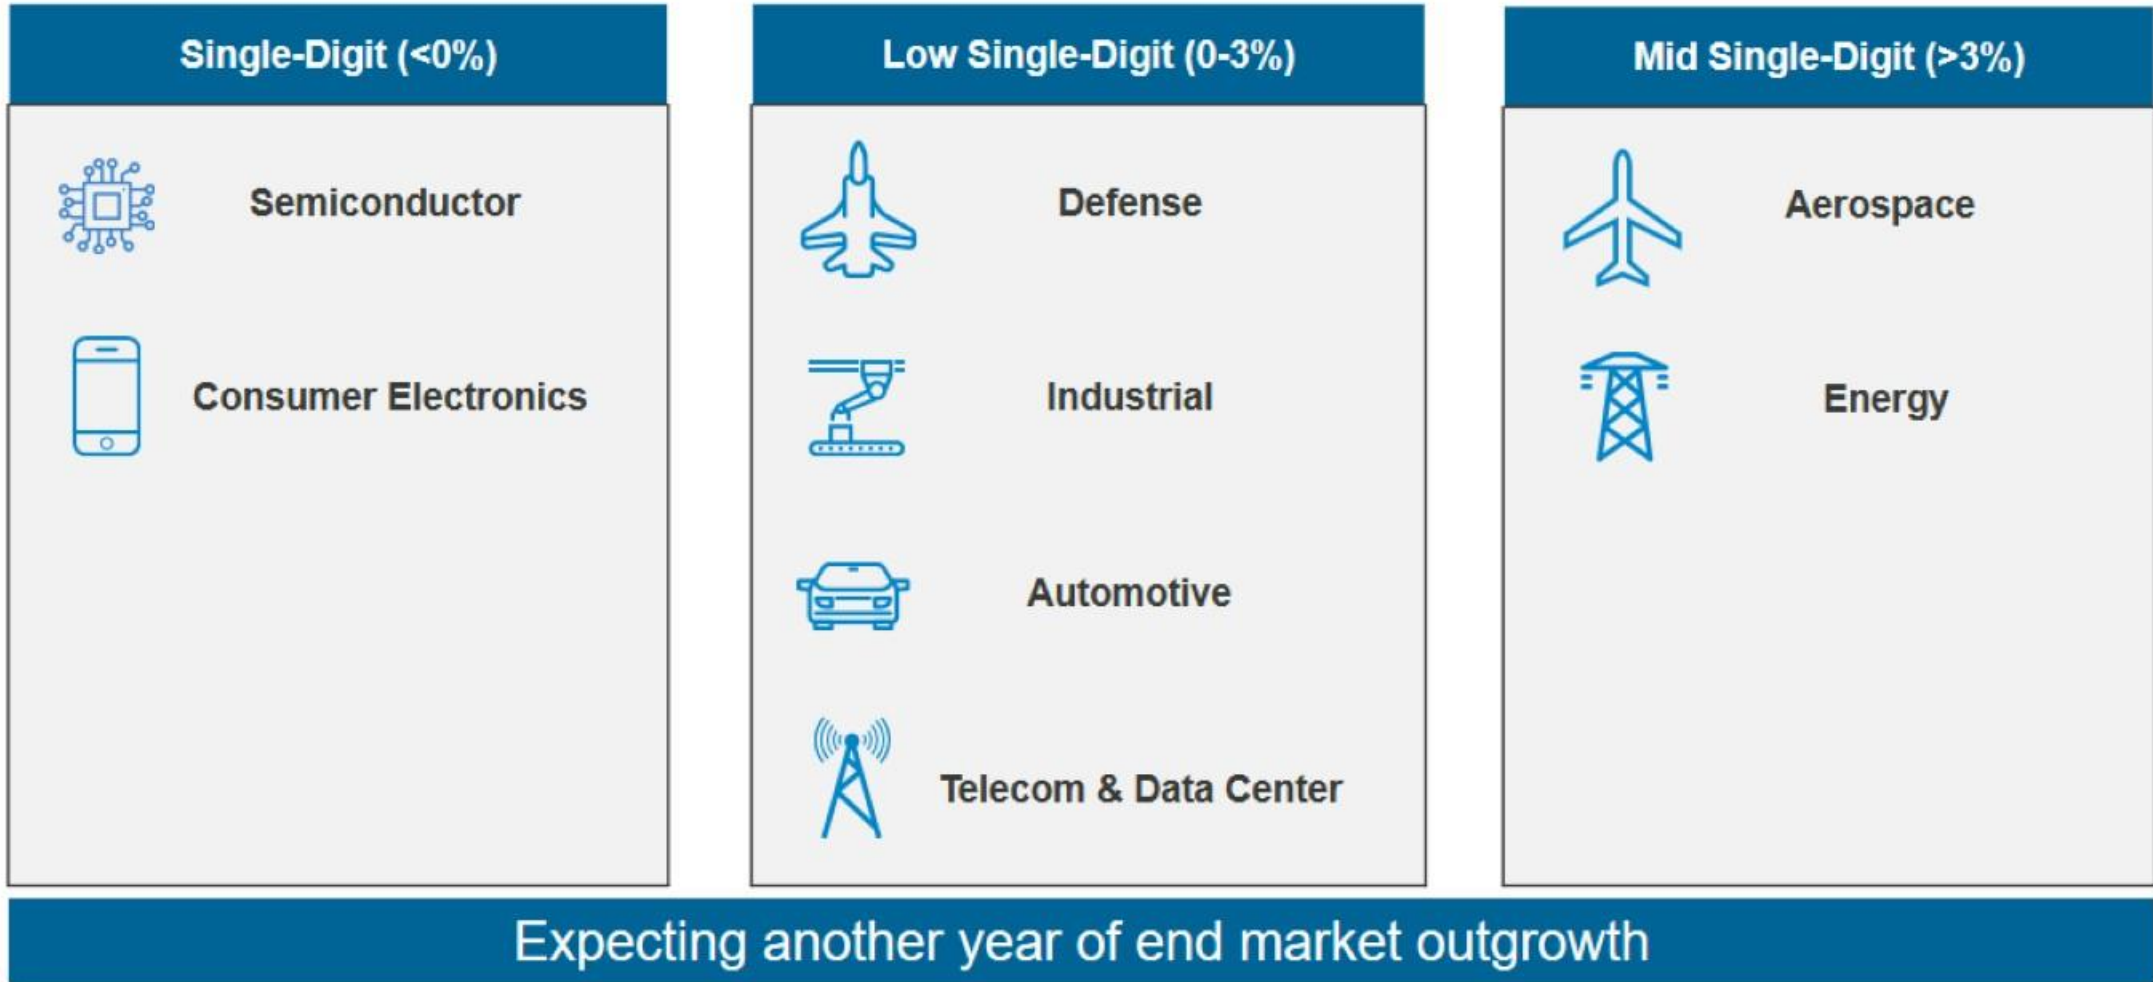 Single-Digit (<0%)
Semiconductor
Consumer Electronics
Low Single-Digit (0-3%)
Defense
Industrial
Automotive
Telecom & Data Center
Mid Single-Digit (>3%)
Aerospace
Energy
Expecting another year of end market outgrowth